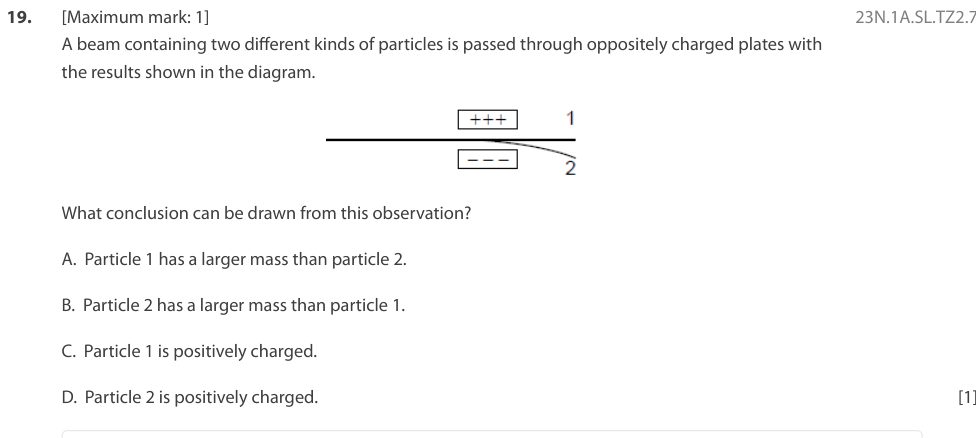 19. [Maximum mark: 1] 23N.1A.SL.TZ2.7
A beam containing two different kinds of particles is passed through oppositely charged plates with
the results shown in the diagram.
+++ 1
− − − 2
What conclusion can be drawn from this observation?
A. Particle 1 has a larger mass than particle 2.
B. Particle 2 has a larger mass than particle 1.
C. Particle 1 is positively charged.
D. Particle 2 is positively charged. [1]